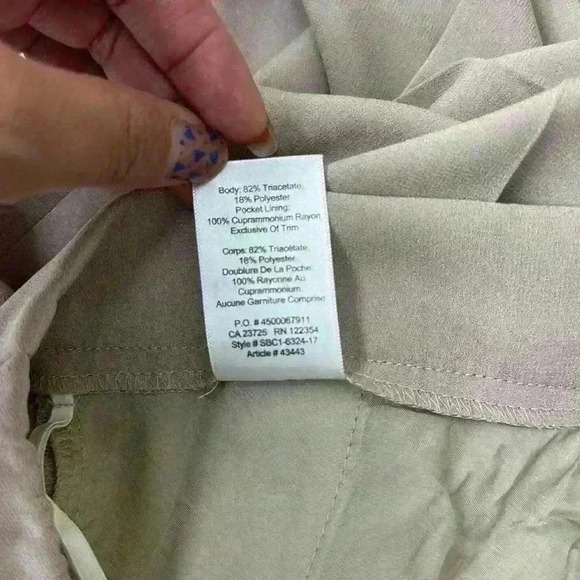 Body: 82% Triacetate,
18% Polyester
Pocket Lining:
100% Cuprammonium Rayon
Exclusive Of Trim
Corps: 82% Triacétate,
18% Polyester
Doublure De La Poche:
100% Rayonne Au
Cuprammonium
Aucune Garniture Comprise
P.O. # 4500067911
CA 23725 RN 122354
Style # SBC1-6324-17
Article # 43443